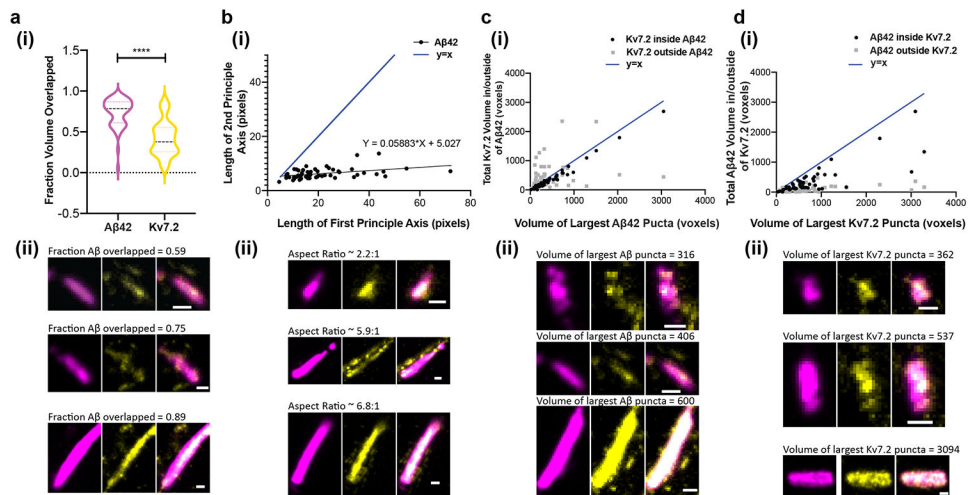 a
(i)
Fraction Volume Overlapped
1.5
1.0
0.5
0.0
-0.5
****
Aβ42
Kv7.2
(ii)
Fraction Aβ overlapped = 0.59
Fraction Aβ overlapped = 0.75
Fraction Aβ overlapped = 0.89
b
(i)
Length of 2nd Principle
Axis (pixels)
50
40
30
20
10
0
Aβ42
y=x
Y = 0.05883*X + 5.027
0
20
40
60
80
Length of First Principle Axis (pixels)
(ii)
Aspect Ratio ~ 2.2:1
Aspect Ratio ~ 5.9:1
Aspect Ratio ~ 6.8:1
c
(i)
Kv7.2 inside Aβ42
Kv7.2 outside Aβ42
y=x
Total Kv7.2 Volume in/outside
of Aβ42 (voxels)
4000
3000
2000
1000
0
0
1000
2000
3000
4000
Volume of Largest Aβ42 Pucta (voxels)
(ii)
Volume of largest Aβ puncta = 316
Volume of largest Aβ puncta = 406
Volume of largest Aβ puncta = 600
d
(i)
Aβ42 inside Kv7.2
Aβ42 outside Kv7.2
y=x
Total Aβ42 Volume in/outside
of Kv7.2 (voxels)
4000
3000
2000
1000
0
0
1000
2000
3000
4000
Volume of Largest Kv7.2 Puncta (voxels)
(ii)
Volume of largest Kv7.2 puncta = 362
Volume of largest Kv7.2 puncta = 537
Volume of largest Kv7.2 puncta = 3094